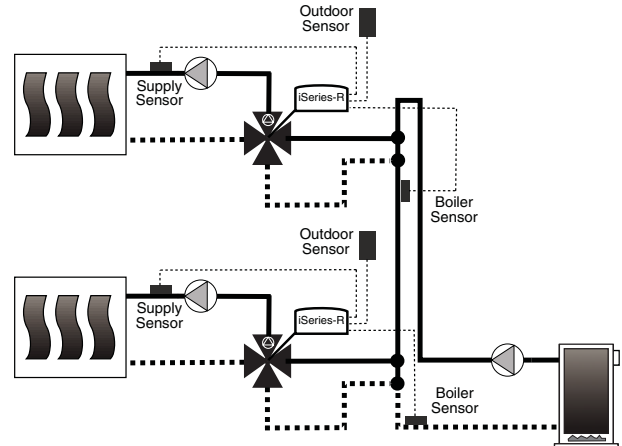 Outdoor
Sensor
iSeries-R
Supply
Sensor
Boiler
Sensor
Outdoor
Sensor
iSeries-R
Supply
Sensor
Boiler
Sensor